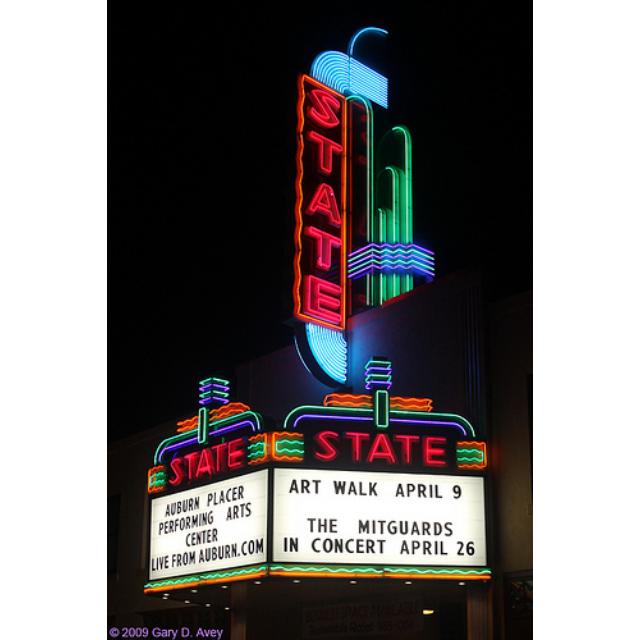 STATE
STATE
AUBURN PLACER
PERFORMING ARTS
CENTER
LIVE FROM AUBURN.COM
STATE
ART WALK APRIL 9
THE MITGUARDS
IN CONCERT APRIL 26
© 2009 Gary D. Avey